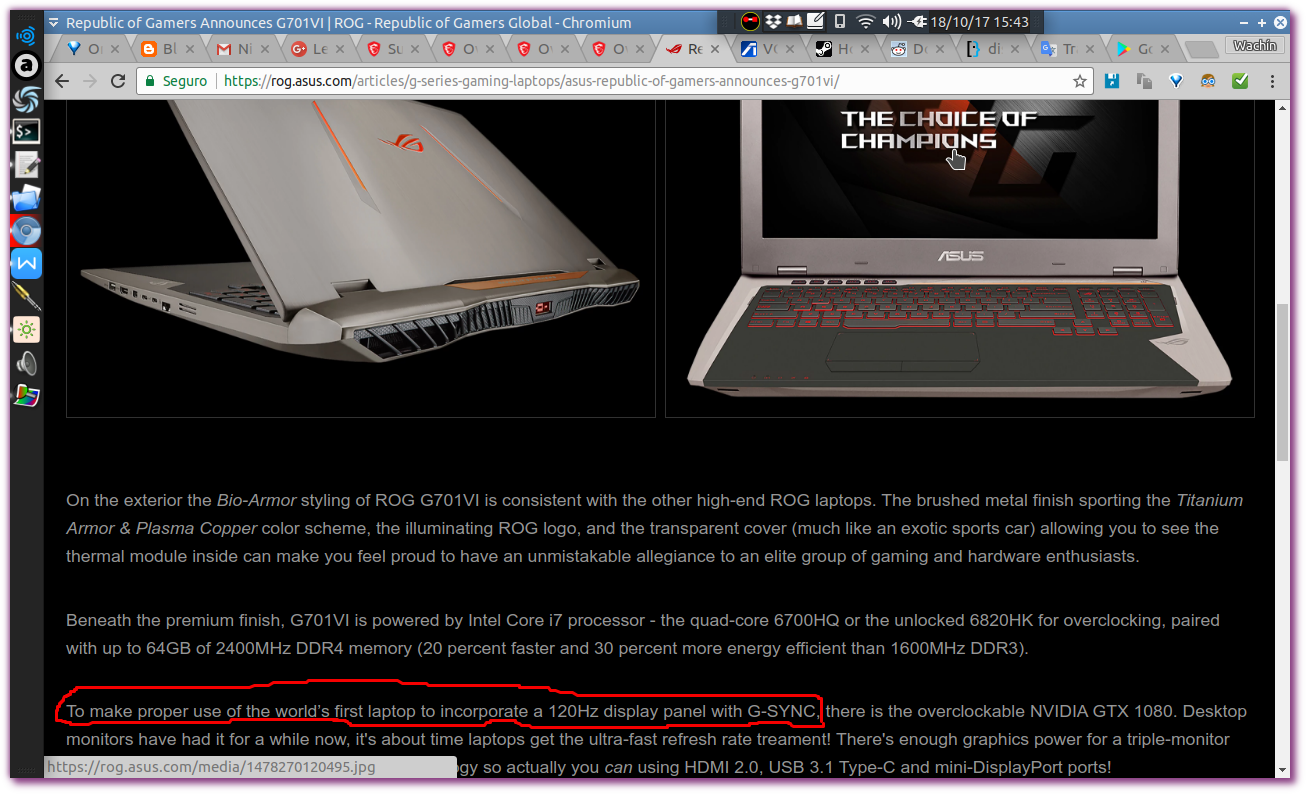 Republic of Gamers Announces G701VI | ROG - Republic of Gamers Global - Chromium
18/10/17 15:43
O
Bl
Ni
Le
Su
O
O
O
Re
VC
Ho
Do
di
Tr
Go
Wachín
Seguro
https://rog.asus.com/articles/g-series-gaming-laptops/asus-republic-of-gamers-announces-g701vi/
THE CHOICE OF
CHAMPIONS
ASUS
On the exterior the Bio-Armor styling of ROG G701VI is consistent with the other high-end ROG laptops. The brushed metal finish sporting the Titanium
Armor & Plasma Copper color scheme, the illuminating ROG logo, and the transparent cover (much like an exotic sports car) allowing you to see the
thermal module inside can make you feel proud to have an unmistakable allegiance to an elite group of gaming and hardware enthusiasts.
Beneath the premium finish, G701VI is powered by Intel Core i7 processor - the quad-core 6700HQ or the unlocked 6820HK for overclocking, paired
with up to 64GB of 2400MHz DDR4 memory (20 percent faster and 30 percent more energy efficient than 1600MHz DDR3).
To make proper use of the world's first laptop to incorporate a 120Hz display panel with G-SYNC, there is the overclockable NVIDIA GTX 1080. Desktop
monitors have had it for a while now, it's about time laptops get the ultra-fast refresh rate treament! There's enough graphics power for a triple-monitor
https://rog.asus.com/media/1478270120495.jpg
gy so actually you can using HDMI 2.0, USB 3.1 Type-C and mini-DisplayPort ports!